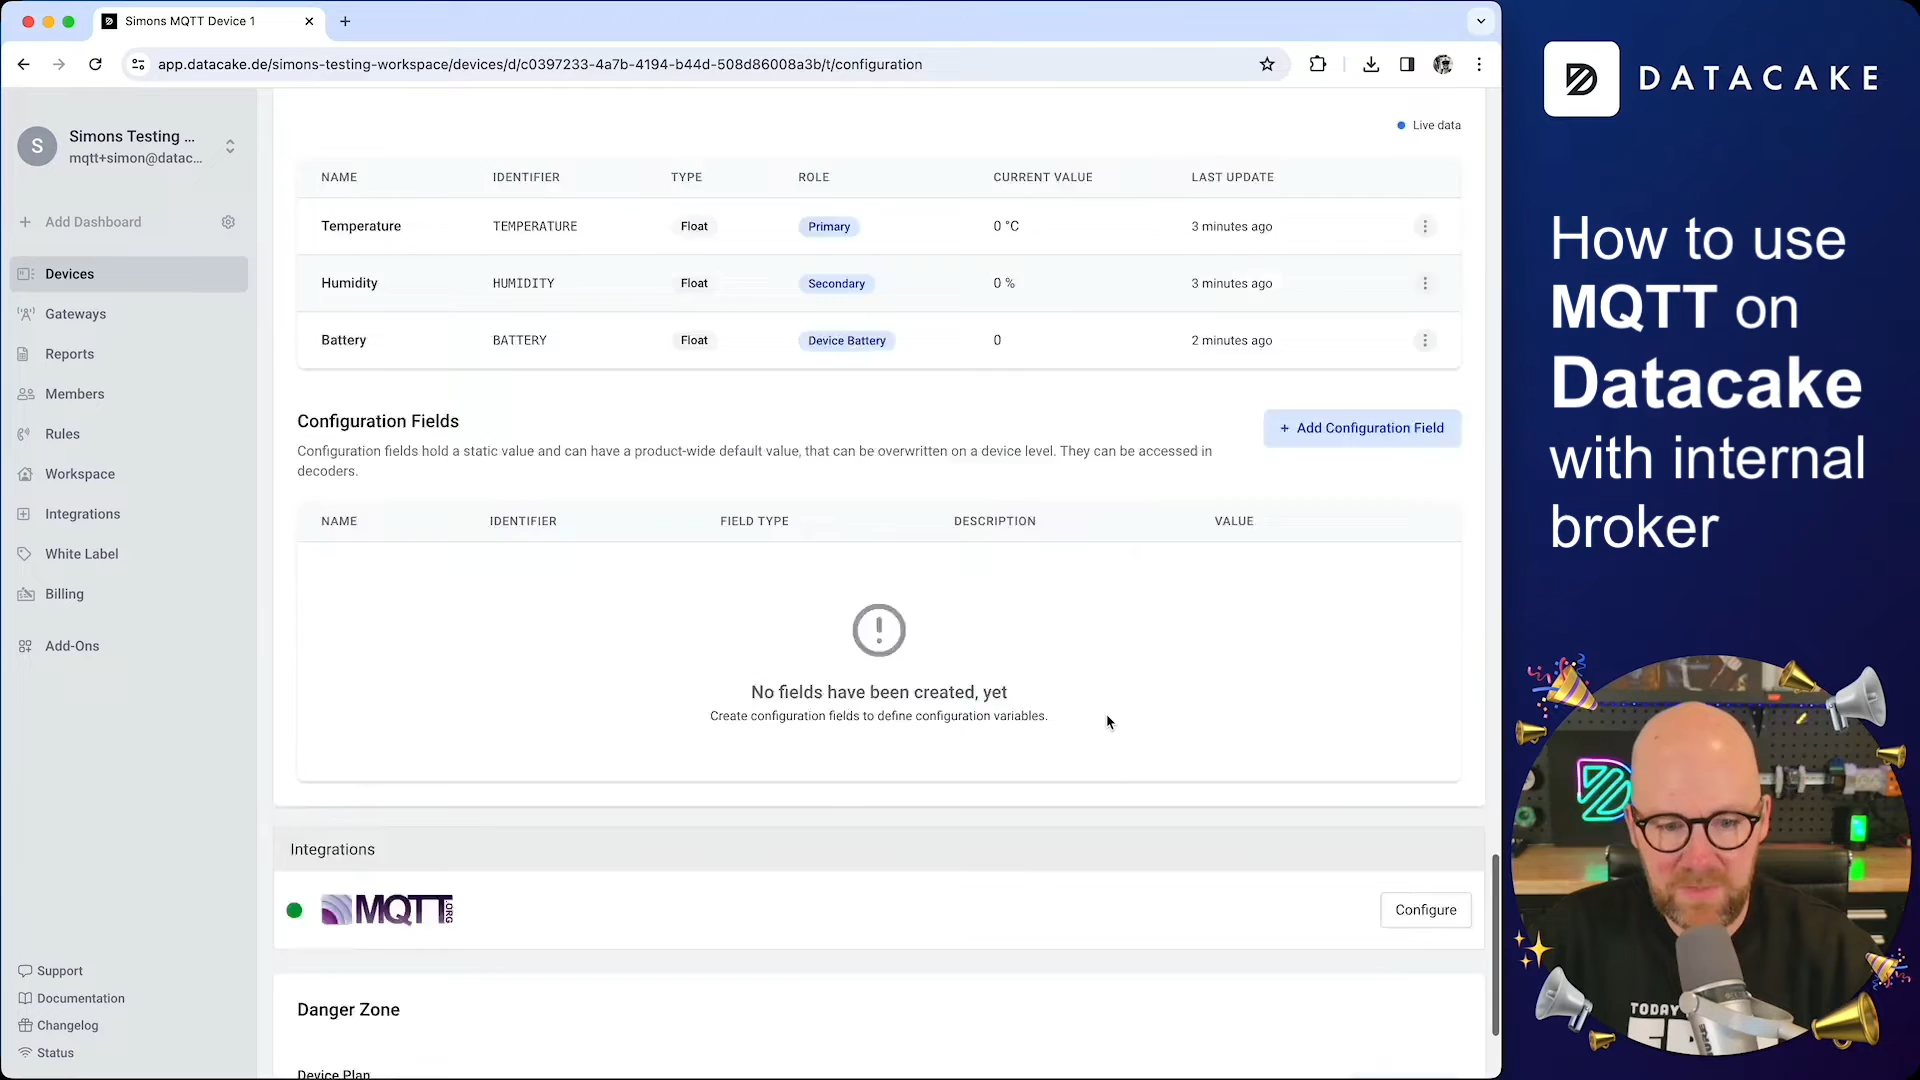 Simons MQTT Device 1
app.datacake.de/simons-testing-workspace/devices/d/c0397233-4a7b-4194-b44d-508d86008a3b/t/configuration
S
Simons Testing ...
mqtt+simon@datac...
Add Dashboard
Devices
Gateways
Reports
Members
Rules
Workspace
Integrations
White Label
Billing
Add-Ons
Support
Documentation
Changelog
Status
Live data
NAME IDENTIFIER TYPE ROLE CURRENT VALUE LAST UPDATE
Temperature TEMPERATURE Float Primary 0 °C 3 minutes ago
Humidity HUMIDITY Float Secondary 0 % 3 minutes ago
Battery BATTERY Float Device Battery 0 2 minutes ago
Configuration Fields
+ Add Configuration Field
Configuration fields hold a static value and can have a product-wide default value, that can be overwritten on a device level. They can be accessed in
decoders.
NAME IDENTIFIER FIELD TYPE DESCRIPTION VALUE
No fields have been created, yet
Create configuration fields to define configuration variables.
Integrations
MQTT.ORG
Configure
Danger Zone
Device Plan
DATACAKE
How to use
MQTT on
Datacake
with internal
broker
TODAY